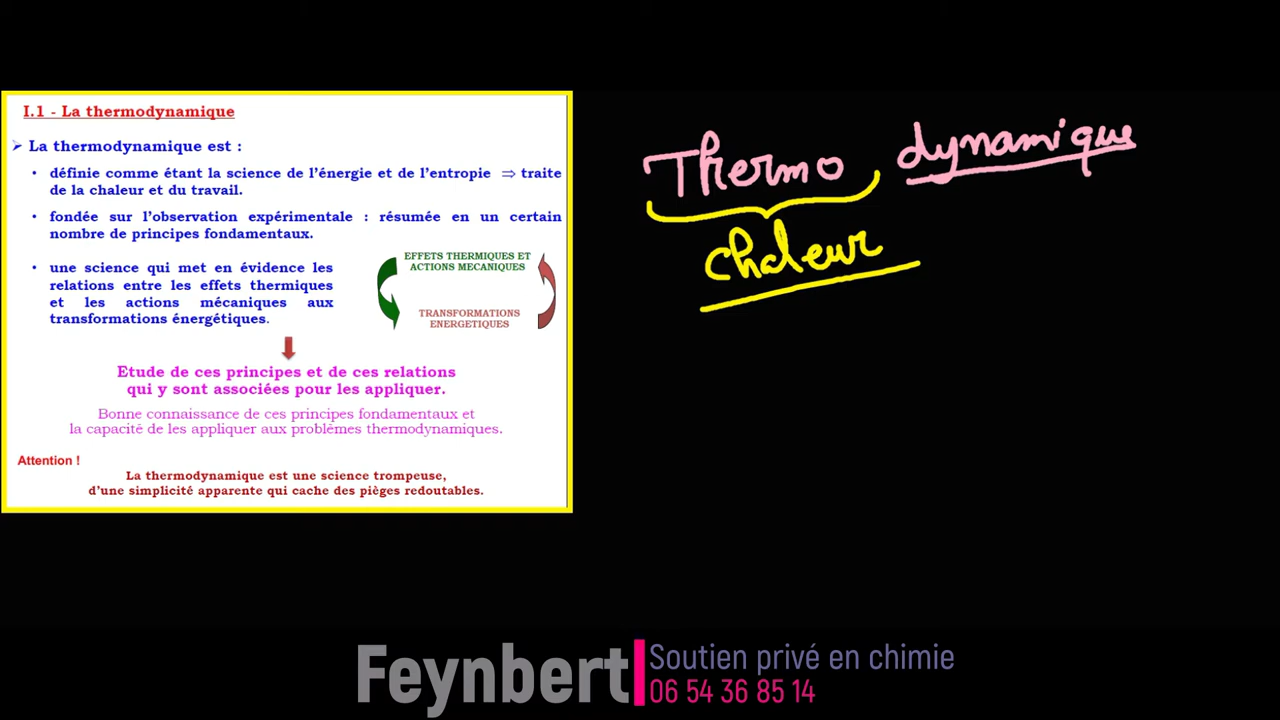 I.1 - La thermodynamique
➢ La thermodynamique est :
• définie comme étant la science de l'énergie et de l'entropie ⇒ traite
de la chaleur et du travail.
• fondée sur l'observation expérimentale : résumée en un certain
nombre de principes fondamentaux.
• une science qui met en évidence les
relations entre les effets thermiques
et les actions mécaniques aux
transformations énergétiques.
EFFETS THERMIQUES ET
ACTIONS MECANIQUES
TRANSFORMATIONS
ENERGETIQUES
Etude de ces principes et de ces relations
qui y sont associées pour les appliquer.
Bonne connaissance de ces principes fondamentaux et
la capacité de les appliquer aux problèmes thermodynamiques.
Attention !
La thermodynamique est une science trompeuse,
d'une simplicité apparente qui cache des pièges redoutables.
Thermo dynamique
chaleur
Feynbert
Soutien privé en chimie
06 54 36 85 14